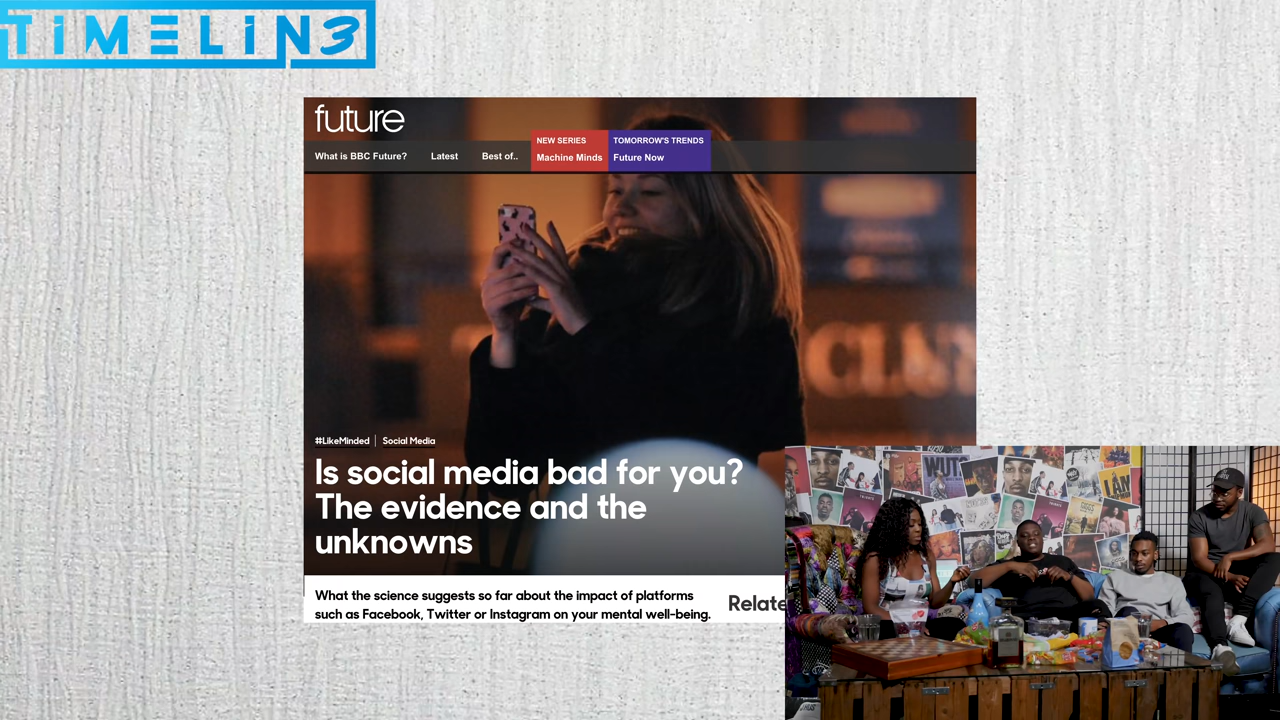 TIMELIN3
future
NEW SERIES
TOMORROW'S TRENDS
What is BBC Future?
Latest
Best of..
Machine Minds
Future Now
#LikeMinded
Social Media
Is social media bad for you?
The evidence and the
unknowns
What the science suggests so far about the impact of platforms
such as Facebook, Twitter or Instagram on your mental well-being.
Relate